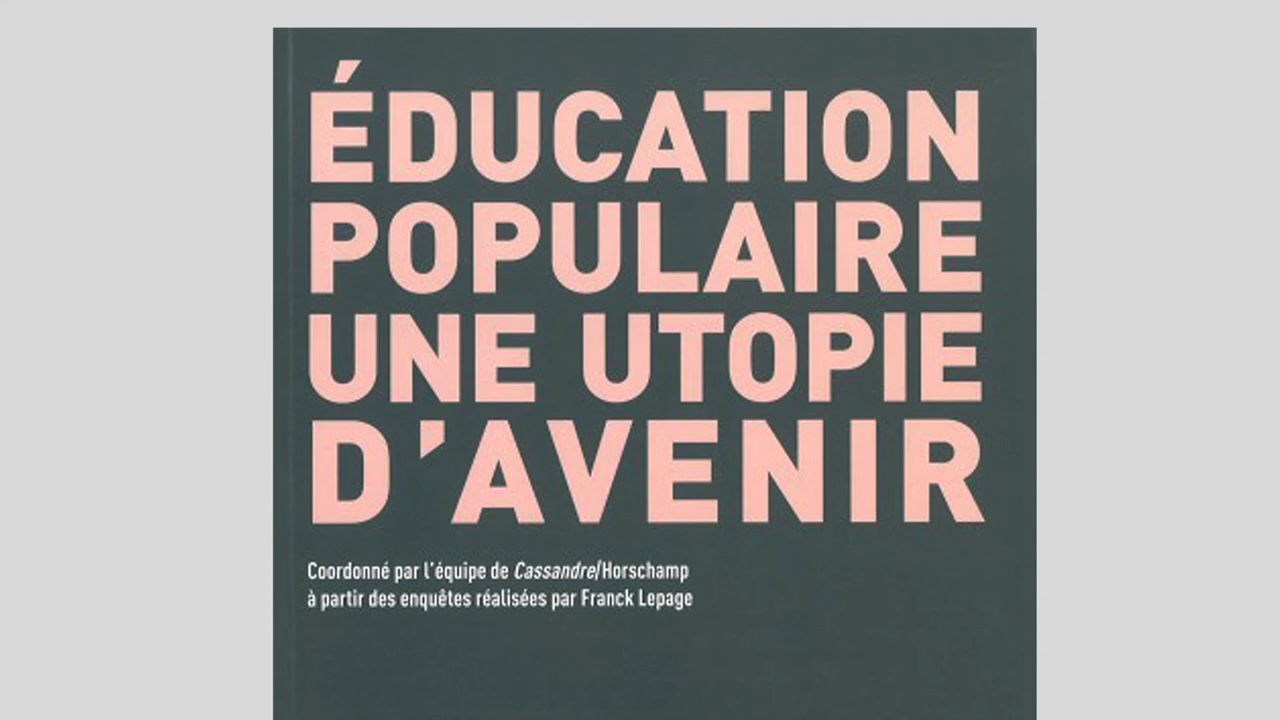 ÉDUCATION
POPULAIRE
UNE UTOPIE
D'AVENIR
Coordonné par l'équipe de Cassandre/Horschamp
à partir des enquêtes réalisées par Franck Lepage